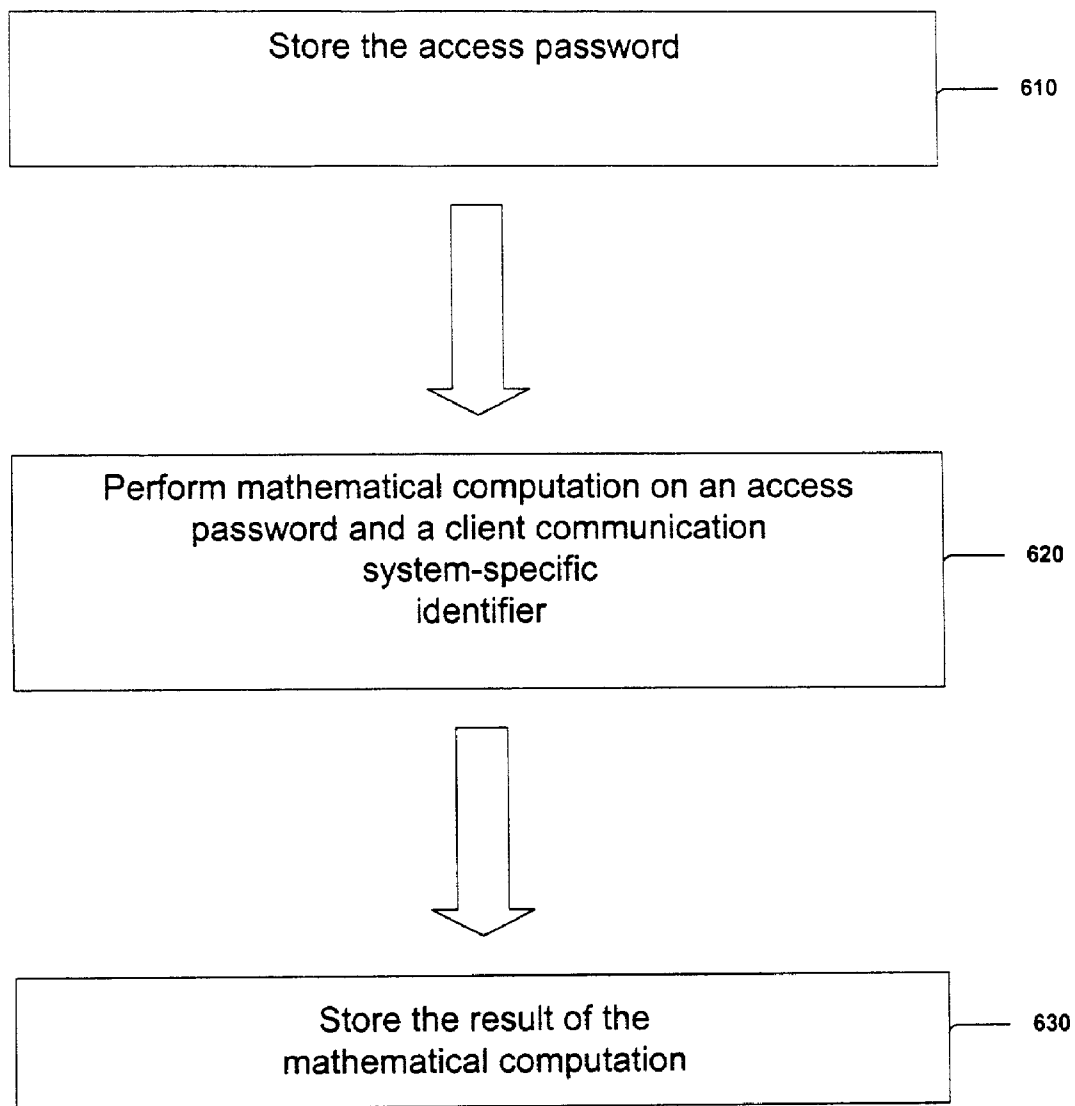 Store the access password
610
Perform mathematical computation on an access
password and a client communication
system-specific
identifier
620
Store the result of the
mathematical computation
630